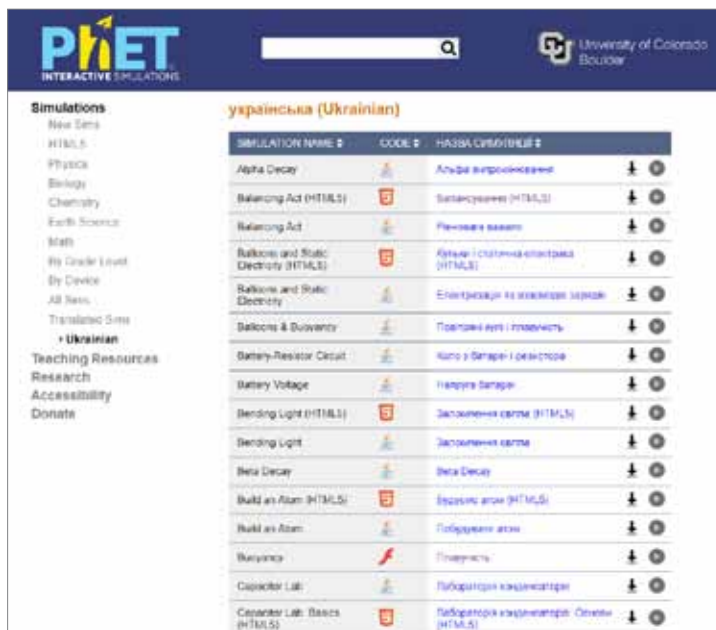 PhET
INTERACTIVE SIMULATIONS
CU
University of Colorado
Boulder
Simulations
New Sims
HTML5
Physics
Biology
Chemistry
Earth Science
Math
By Grade Level
By Device
All Sims
Translated Sims
Ukrainian
Teaching Resources
Research
Accessibility
Donate
українська (Ukrainian)
SIMULATION NAME CODE НАЗВА СИМУЛЯЦІЇ
Alpha Decay Альфа випромінювання
Balancing Act (HTML5) Балансування (HTML5)
Balancing Act Рівновага важеля
Balloons and Static Кульки і статична електрика
Electricity (HTML5) (HTML5)
Balloons and Static
Electricity Електризація та взаємодія зарядів
Balloons & Buoyancy Повітряні кулі і плавучість
Battery-Resistor Circuit Коло з батареї і резистора
Battery Voltage Напруга батареї
Bending Light (HTML5) Заломлення світла (HTML5)
Bending Light Заломлення світла
Beta Decay Beta Decay
Build an Atom (HTML5) Будуємо атом (HTML5)
Build an Atom Побудувати атом
Buoyancy Плавучість
Capacitor Lab Лабораторія конденсаторів
Capacitor Lab: Basics Лабораторія конденсаторів: Основи
(HTML5) (HTML5)